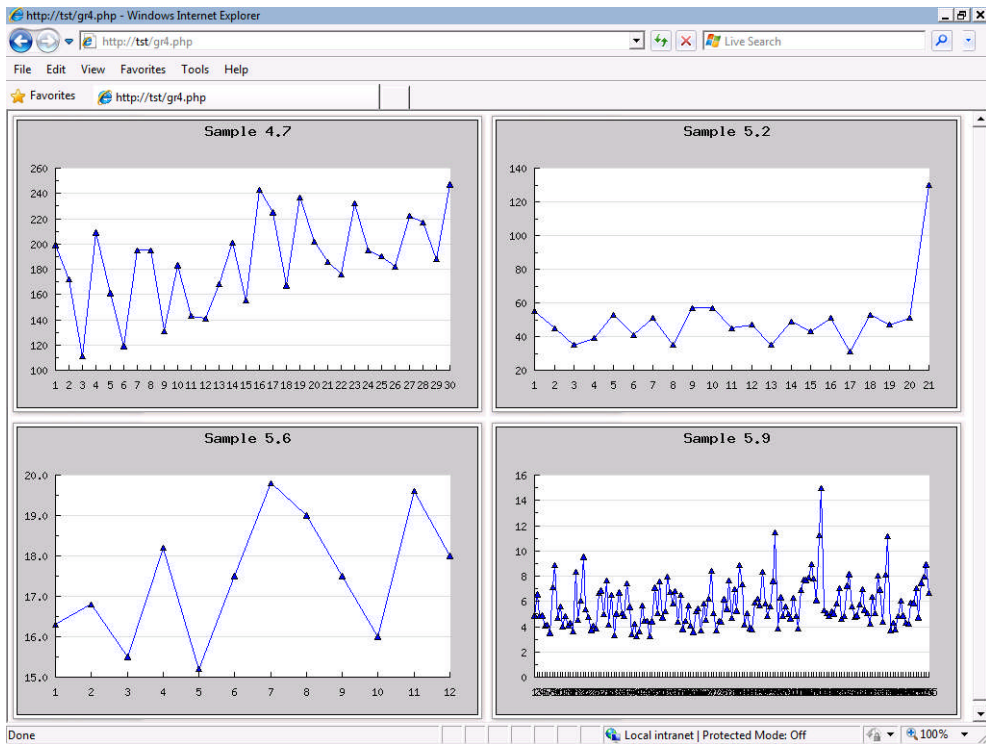 http://tst/gr4.php - Windows Internet Explorer
http://tst/gr4.php
Live Search
File Edit View Favorites Tools Help
Favorites
http://tst/gr4.php
Sample 4.7
260
240
220
200
180
160
140
120
100
1 2 3 4 5 6 7 8 9 10 11 12 13 14 15 16 17 18 19 20 21 22 23 24 25 26 27 28 29 30
Sample 5.2
140
120
100
80
60
40
20
1 2 3 4 5 6 7 8 9 10 11 12 13 14 15 16 17 18 19 20 21
Sample 5.6
20.0
19.0
18.0
17.0
16.0
15.0
1 2 3 4 5 6 7 8 9 10 11 12
Sample 5.9
16
14
12
10
8
6
4
2
0
Done
Local intranet | Protected Mode: Off
100%